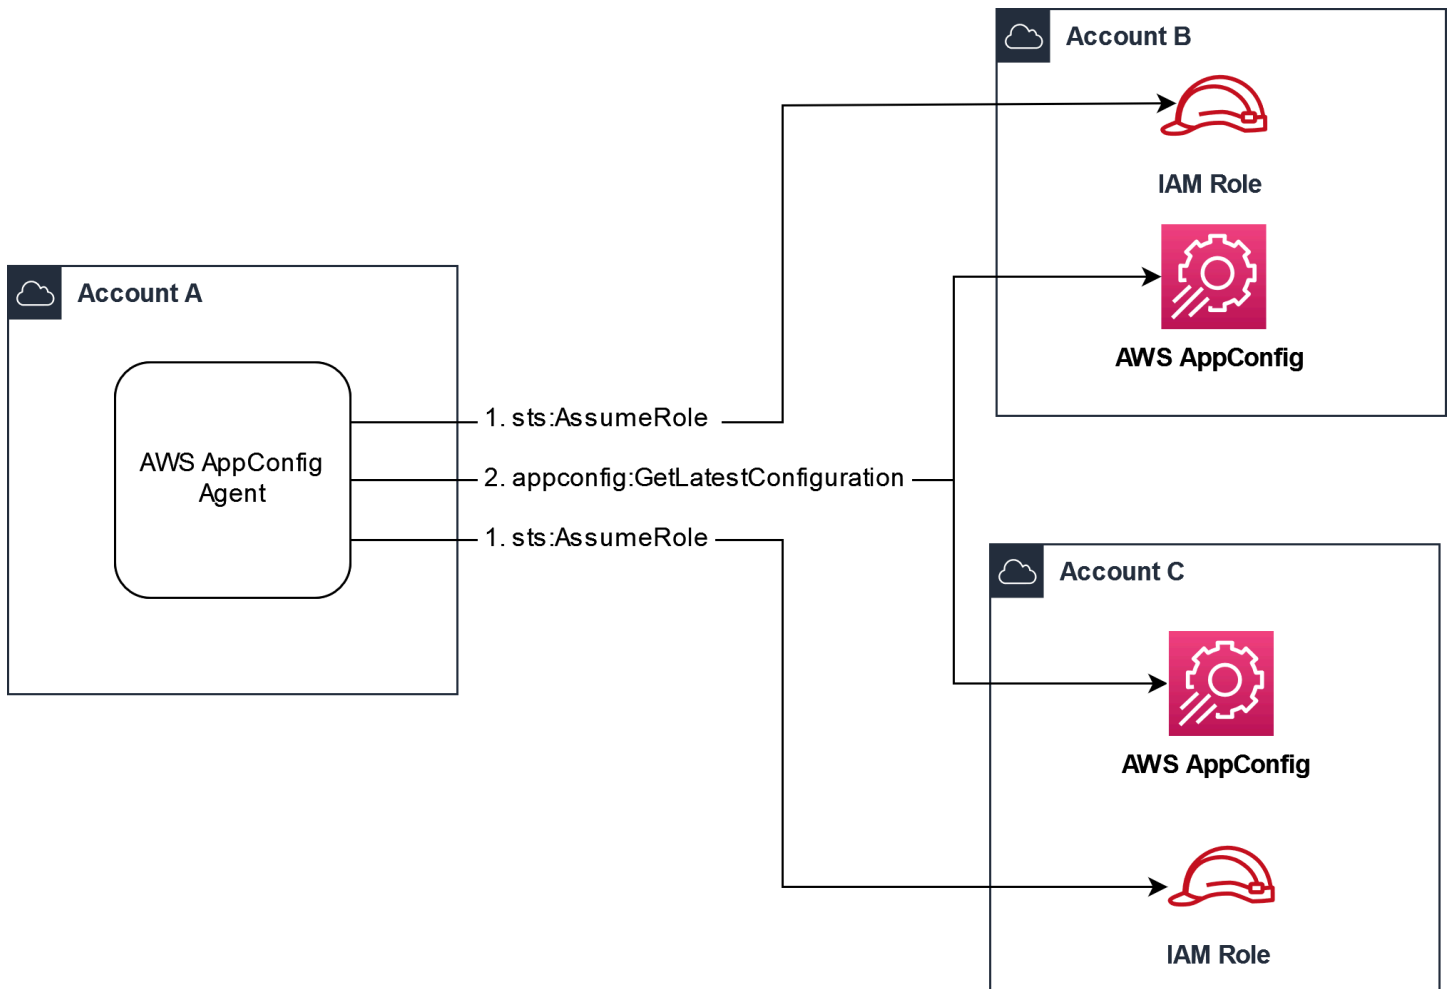 Account B
IAM Role
AWS AppConfig
Account A
AWS AppConfig
Agent
1. sts:AssumeRole
2. appconfig:GetLatestConfiguration
1. sts:AssumeRole
Account C
AWS AppConfig
IAM Role